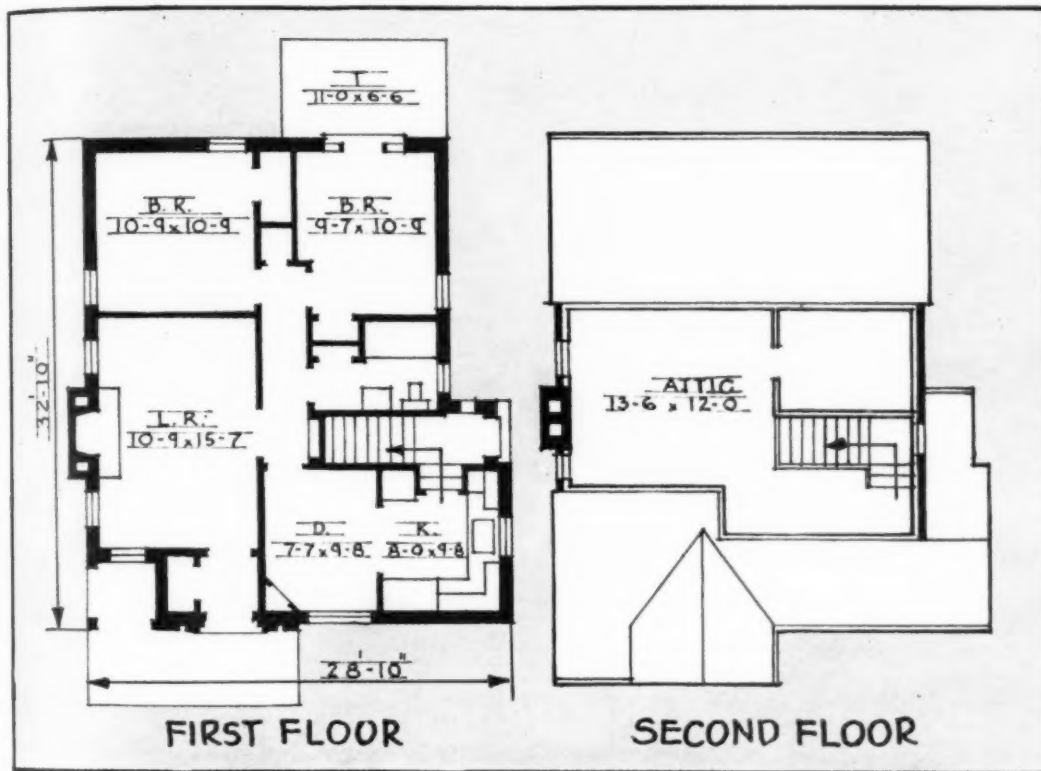 T
11-0 x 6-6
B.R.
10-9 x 10-9
B.R.
9-7 x 10-9
32'-10"
L.R.
10-9 x 15-7
D.
7-7 x 9-8
K.
8-0 x 9-8
28'-10"
FIRST FLOOR
ATTIC
13-6 x 12-0
SECOND FLOOR